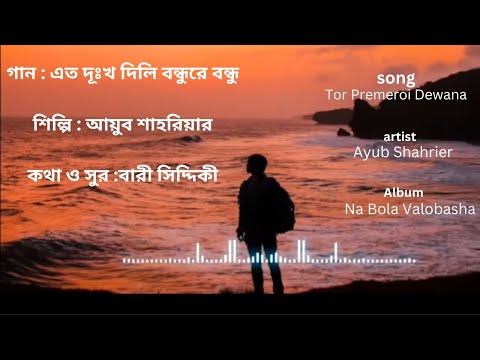 গান : এত দূঃখ দিলি বন্ধুরে বন্ধু
শিল্পি : আয়ুব শাহরিয়ার
কথা ও সুর :বারী সিদ্দিকী
song
Tor Premeroi Dewana
artist
Ayub Shahrier
Album
Na Bola Valobasha